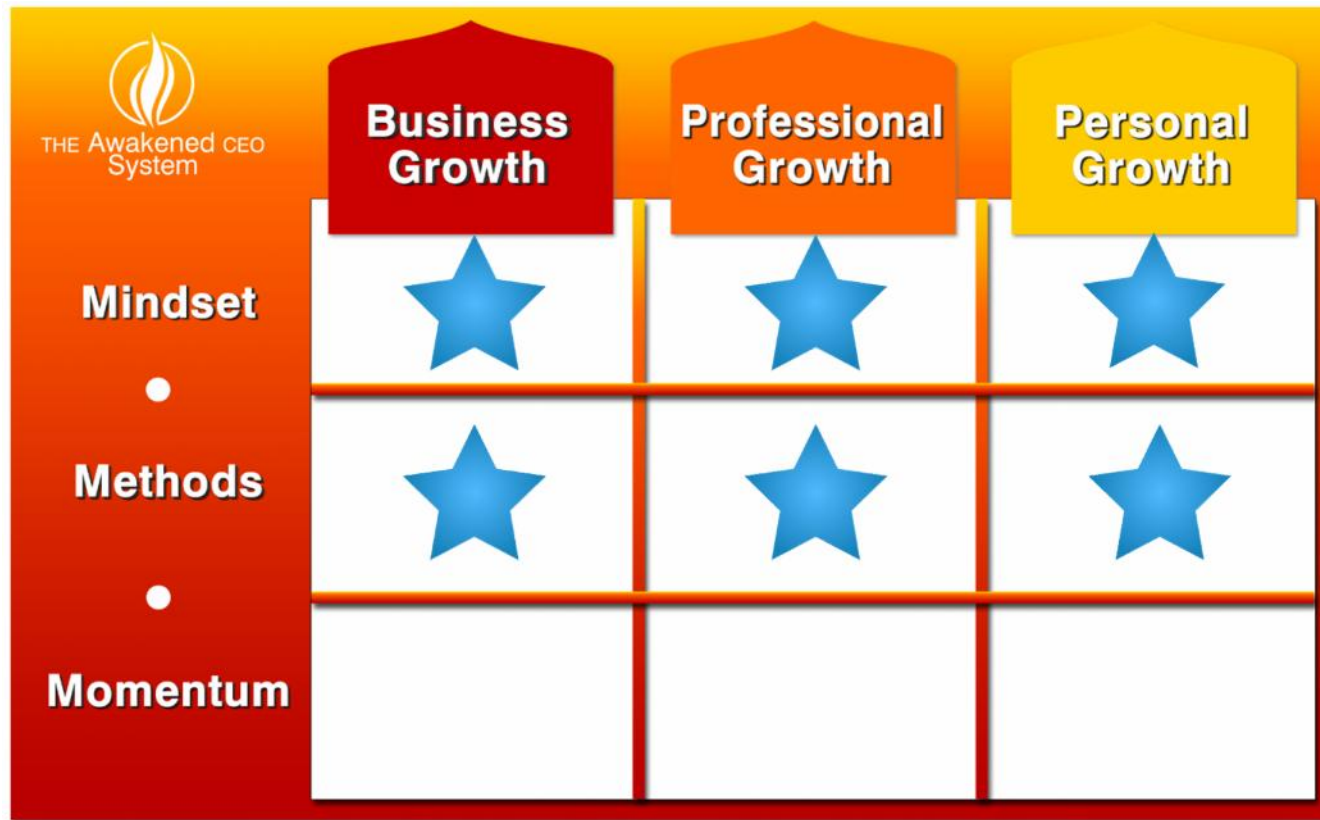 THE Awakened CEO
System
Business
Growth
Professional
Growth
Personal
Growth
Mindset
Methods
Momentum